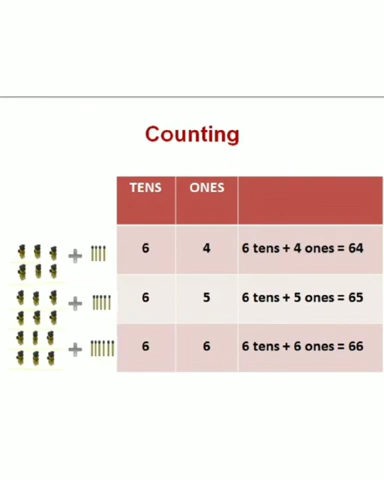 Counting
TENS ONES
6 4 6 tens + 4 ones = 64
6 5 6 tens + 5 ones = 65
6 6 6 tens + 6 ones = 66